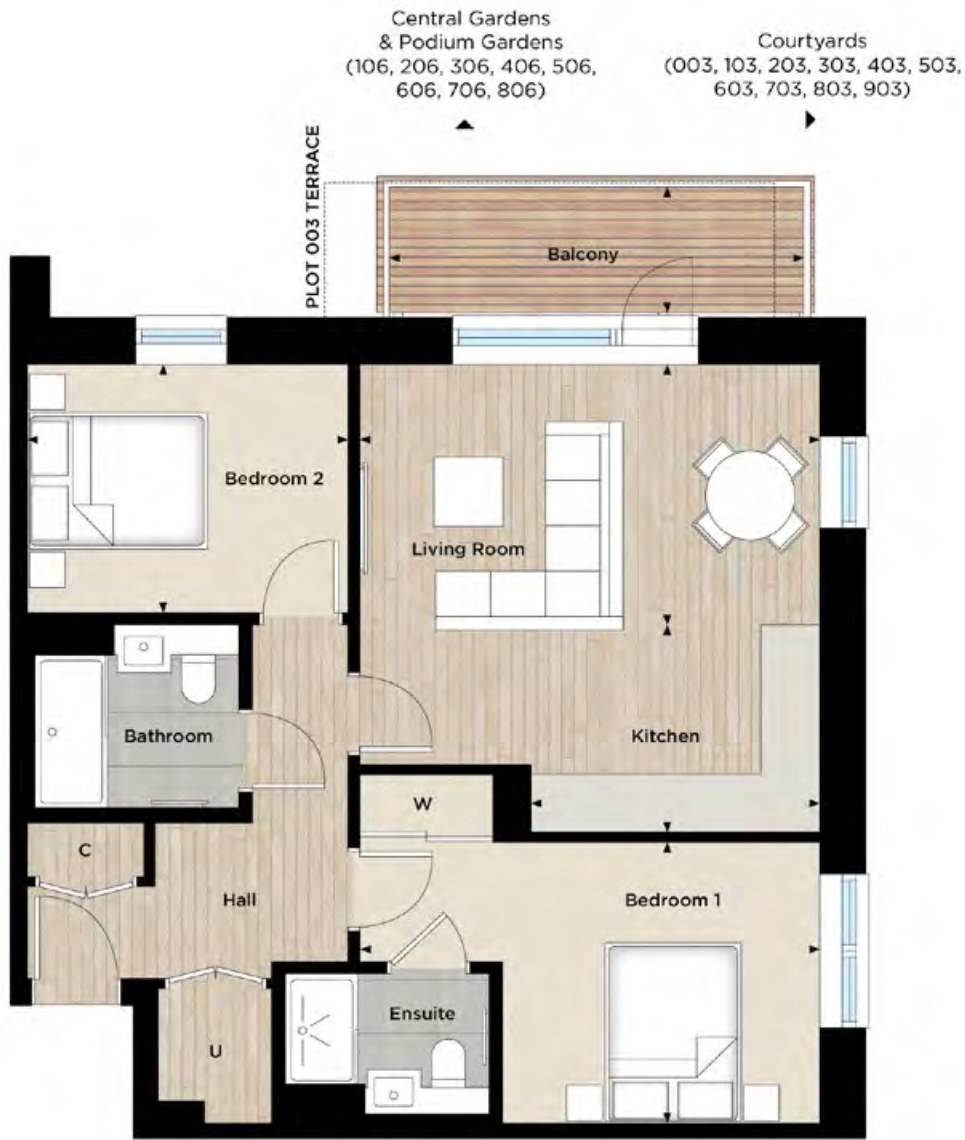 Central Gardens
& Podium Gardens
(106, 206, 306, 406, 506,
606, 706, 806)
Courtyards
(003, 103, 203, 303, 403, 503,
603, 703, 803, 903)
PLOT 003 TERRACE
Balcony
Bedroom 2
Living Room
Bathroom
Kitchen
W
C
Hall
Bedroom 1
Ensuite
U